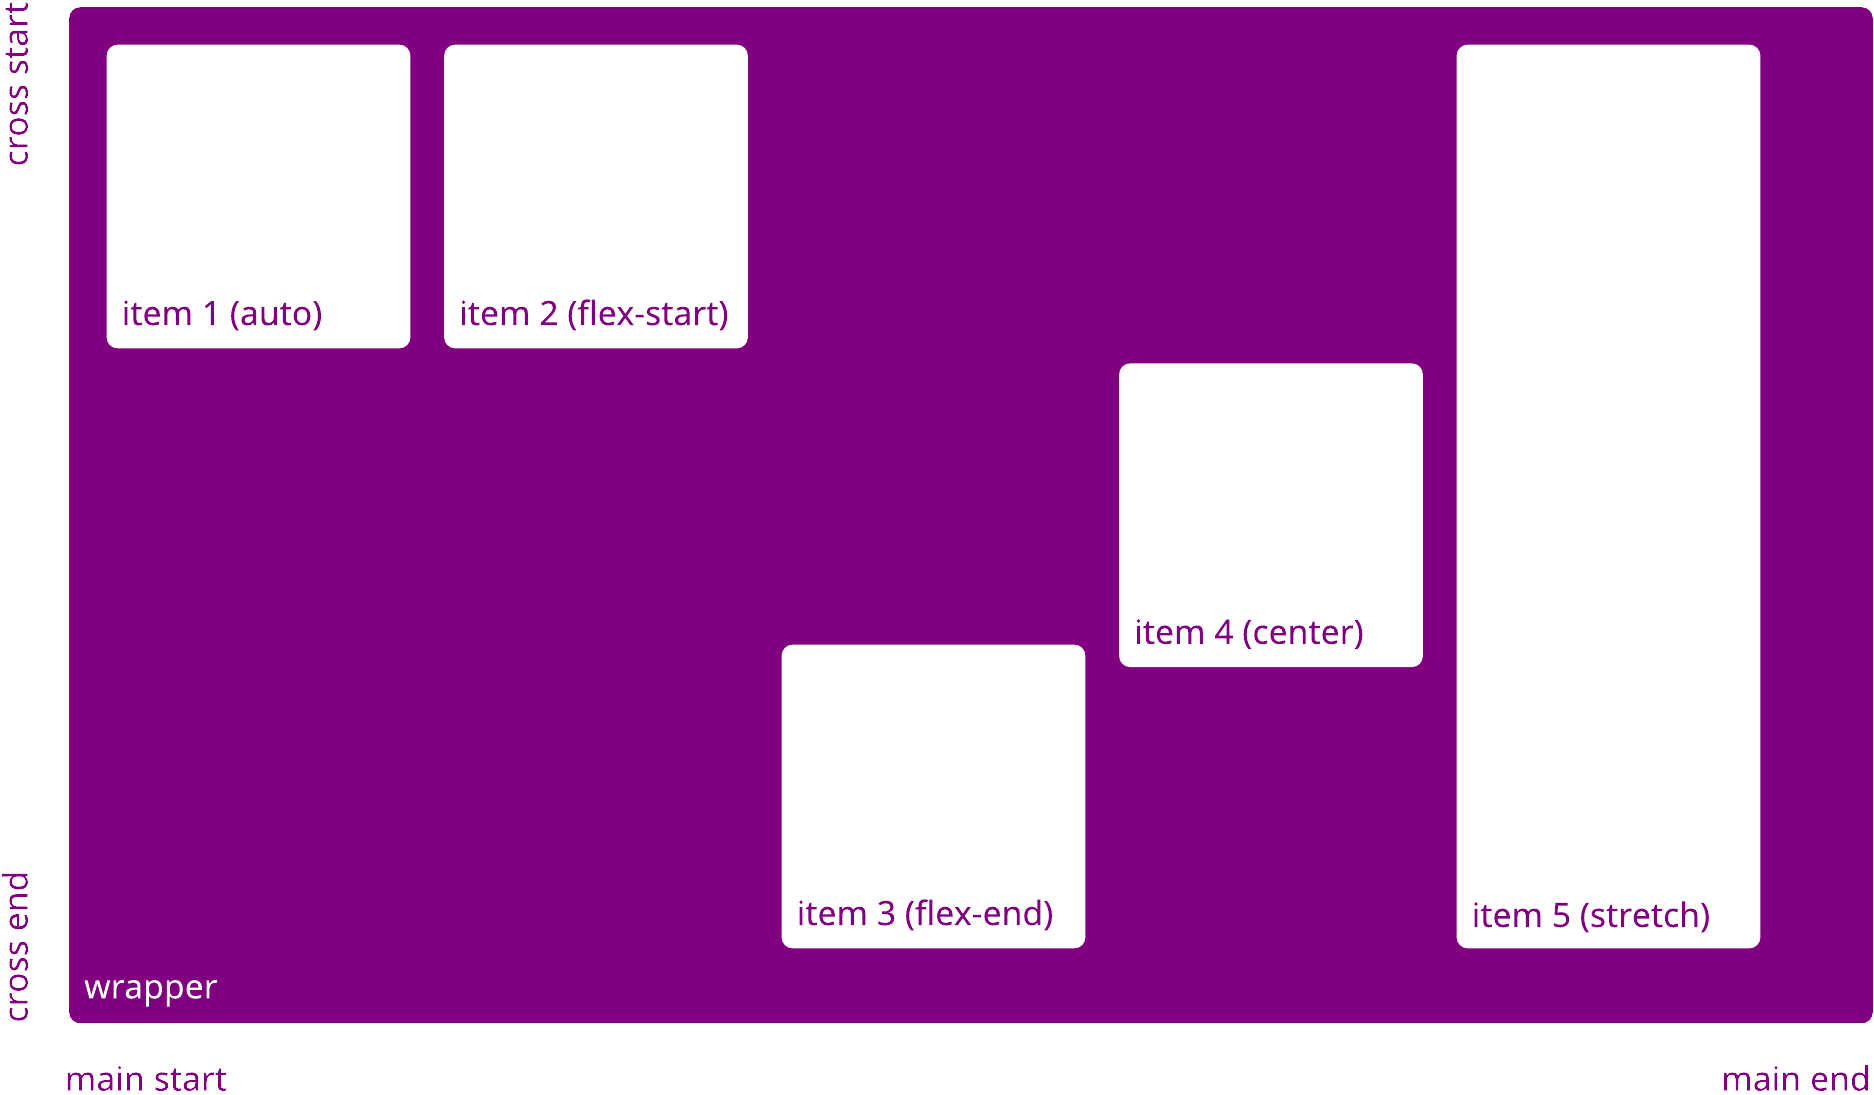 cross start
item 1 (auto)
item 2 (flex-start)
item 4 (center)
item 3 (flex-end)
item 5 (stretch)
cross end
wrapper
main start
main end